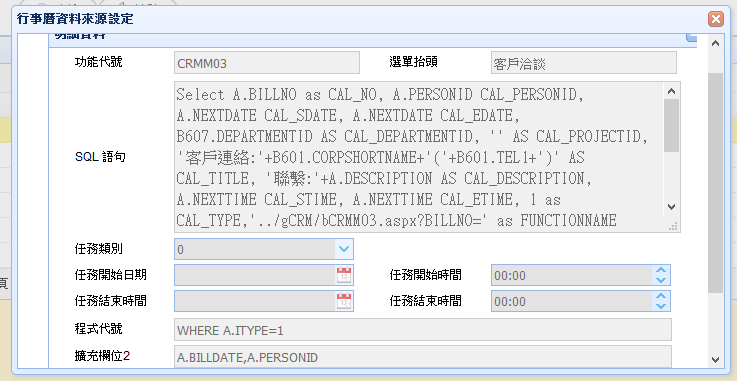 行事曆資料來源設定
明細資料
功能代號 CRMM03 選單抬頭 客戶洽談
SQL 語句
Select A.BILLNO as CAL_NO, A.PERSONID CAL_PERSONID,
A.NEXTDATE CAL_SDATE, A.NEXTDATE CAL_EDATE,
B607.DEPARTMENTID AS CAL_DEPARTMENTID, '' AS CAL_PROJECTID,
'客戶連絡:'+B601.CORPSHORTNAME+'('+B601.TEL1+')' AS
CAL_TITLE, '聯繫:'+A.DESCRIPTION AS CAL_DESCRIPTION,
A.NEXTTIME CAL_STIME, A.NEXTTIME CAL_ETIME, 1 as
CAL_TYPE,'../gCRM/bCRMM03.aspx?BILLNO=' as FUNCTIONNAME
任務類別 0
任務開始日期 任務開始時間 00:00
任務結束時間 任務結束時間 00:00
頁
程式代號 WHERE A.ITYPE=1
擴充欄位2 A.BILLDATE,A.PERSONID